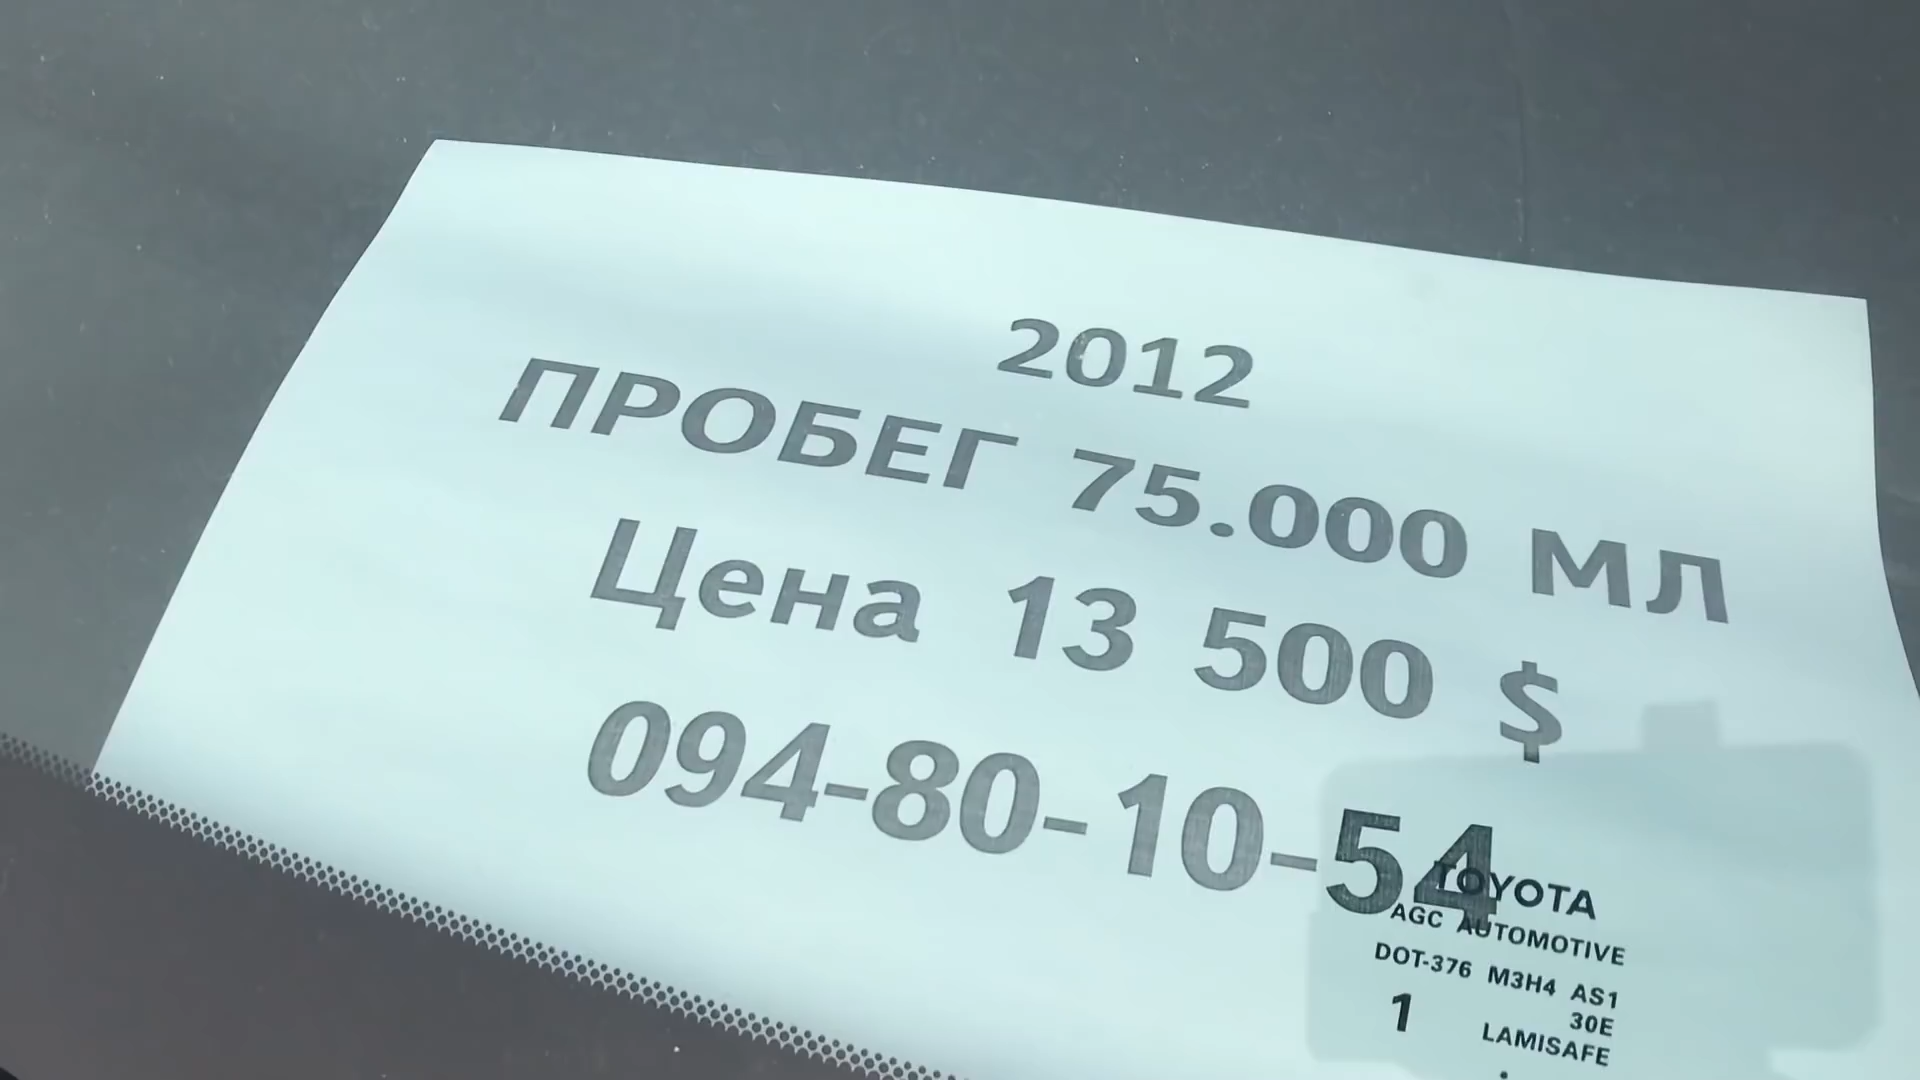 2012
ПРОБЕГ 75.000 МЛ
Цена 13 500 $
094-80-10-54
TOYOTA
AGC AUTOMOTIVE
DOT-376 M3H4 AS1
30E
1 LAMISAFE